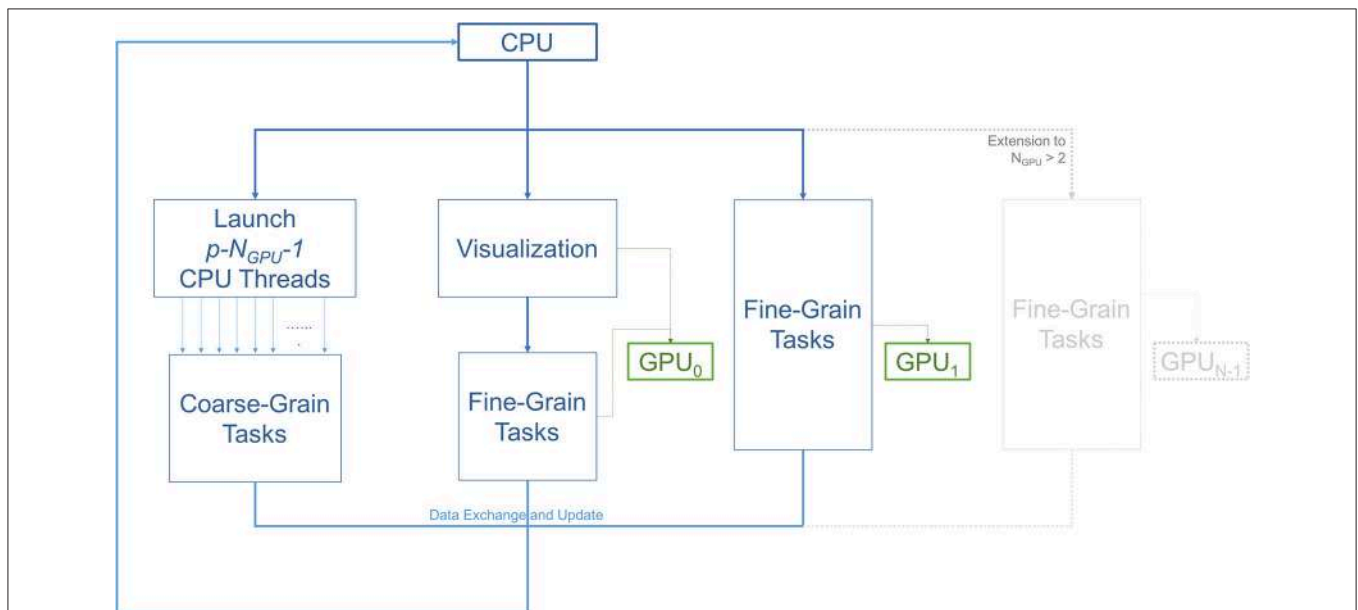 CPU
Extension to
N_GPU > 2
Launch
p-N_GPU-1
CPU Threads
Visualization
Fine-Grain
Tasks
Fine-Grain
Tasks
......
.
GPU_0
GPU_1
GPU_N-1
Coarse-Grain
Tasks
Fine-Grain
Tasks
Data Exchange and Update